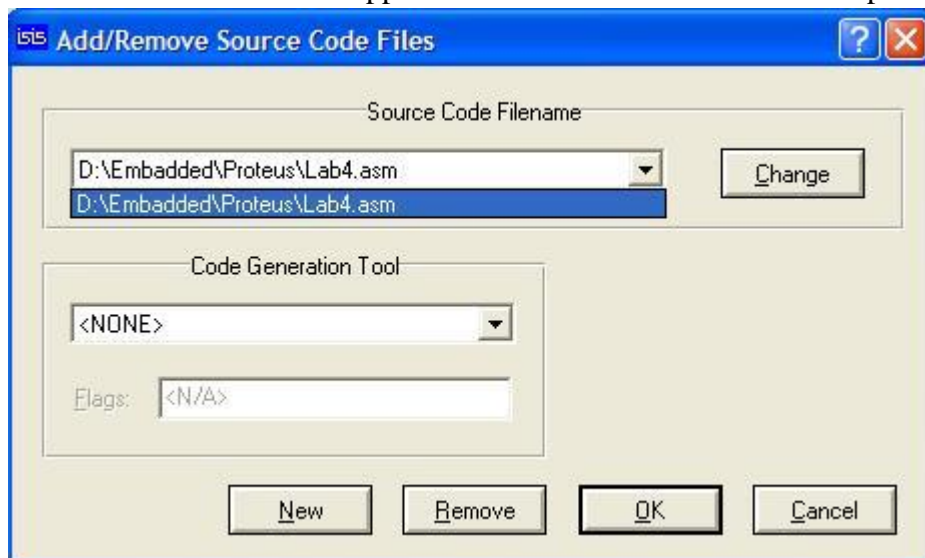 isis Add/Remove Source Code Files
Source Code Filename
D:\Embadded\Proteus\Lab4.asm
Change
D:\Embadded\Proteus\Lab4.asm
Code Generation Tool
<NONE>
Flags: <N/A>
New Remove OK Cancel